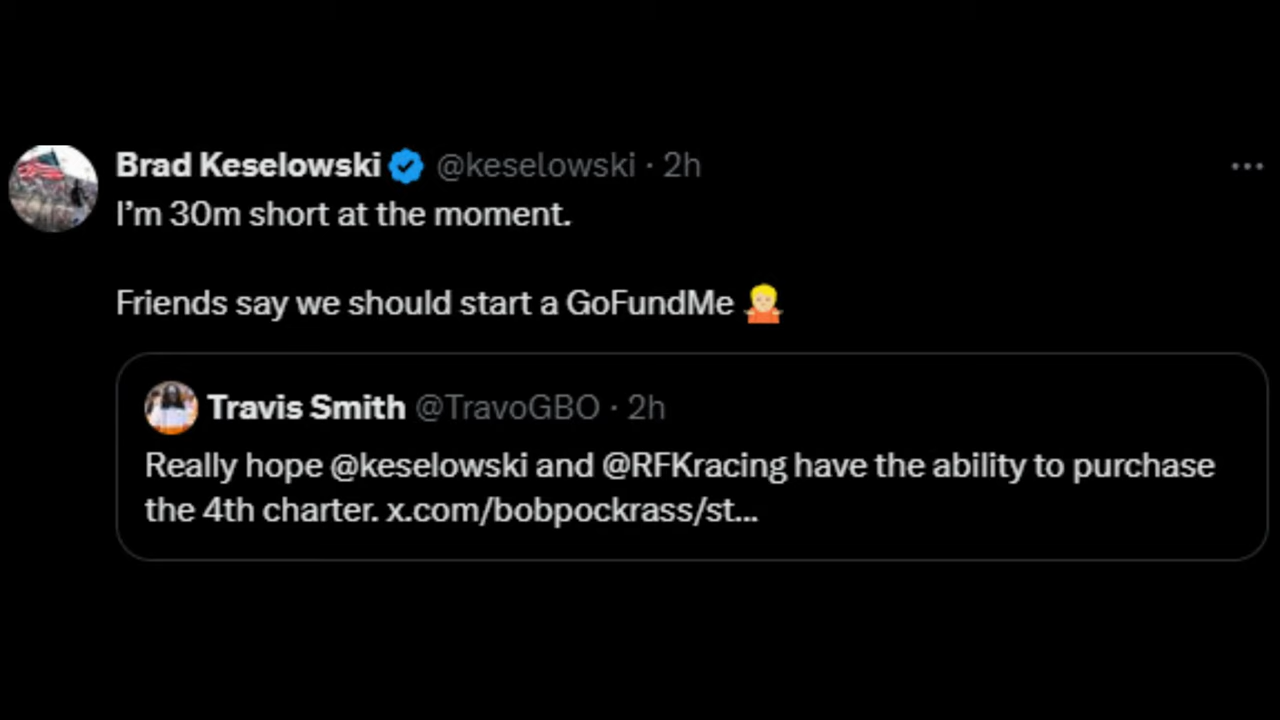 Brad Keselowski @keselowski · 2h
I’m 30m short at the moment.
Friends say we should start a GoFundMe 🤷🏼
Travis Smith @TravoGBO · 2h
Really hope @keselowski and @RFKracing have the ability to purchase
the 4th charter. x.com/bobpockrass/st...